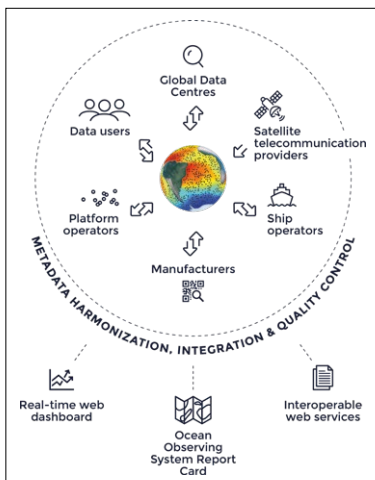 Global Data
Centres
Data users
Satellite
telecommunication
providers
Platform
operators
Ship
operators
Manufacturers
METADATA HARMONIZATION, INTEGRATION & QUALITY CONTROL
Real-time web
dashboard
Ocean
Observing
System Report
Card
Interoperable
web services